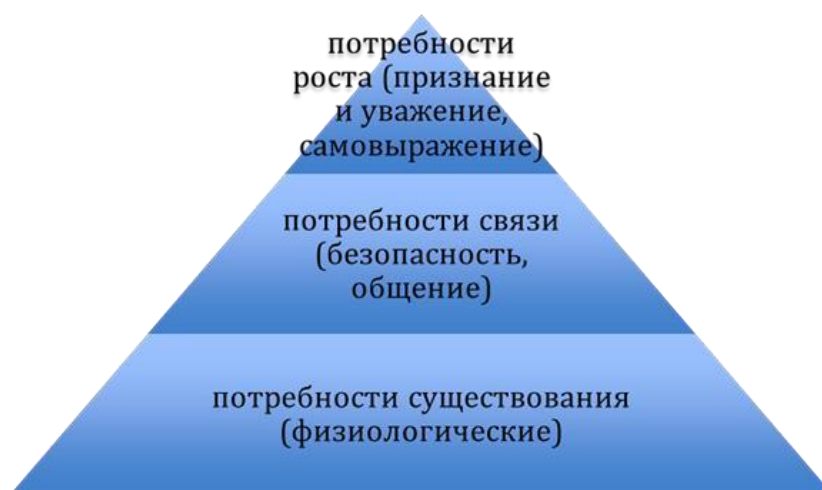 потребности
роста (признание
и уважение,
самовыражение)
потребности связи
(безопасность,
общение)
потребности существования
(физиологические)